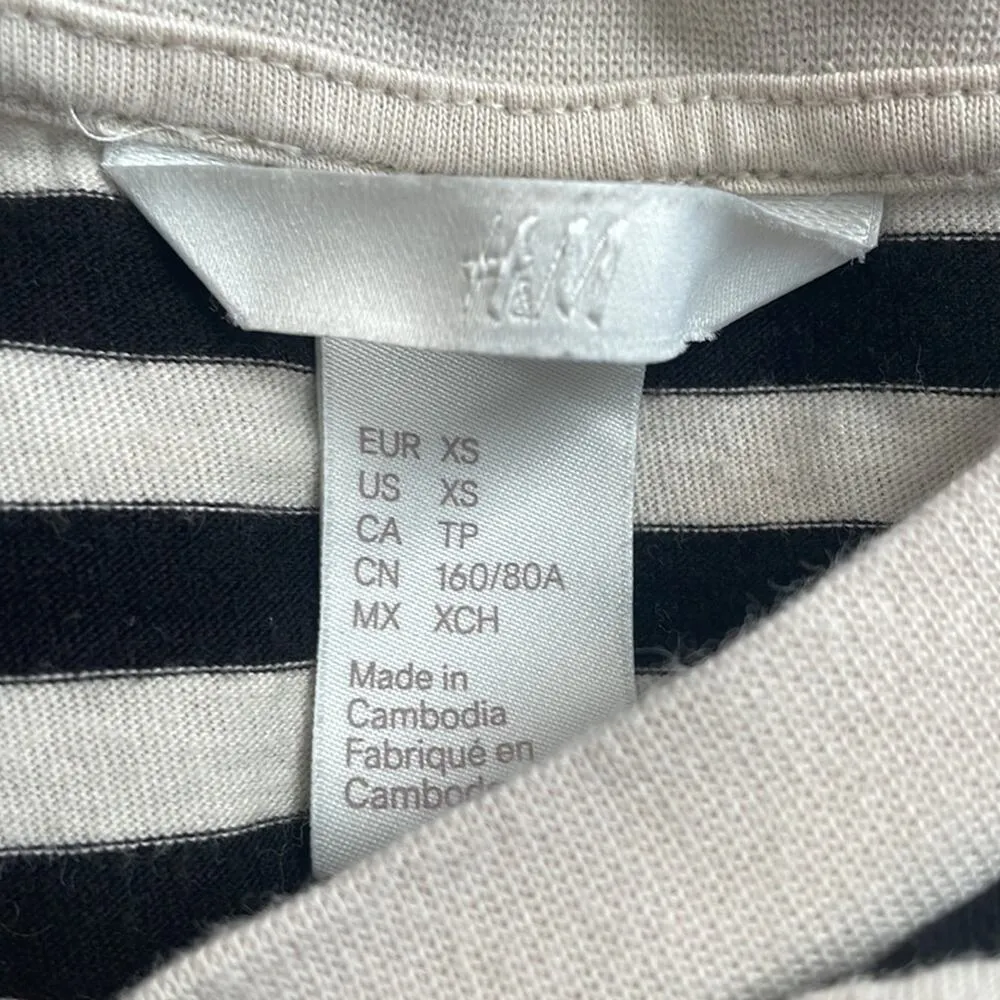 H&M
EUR XS
US XS
CA TP
CN 160/80A
MX XCH
Made in
Cambodia
Fabriqué en